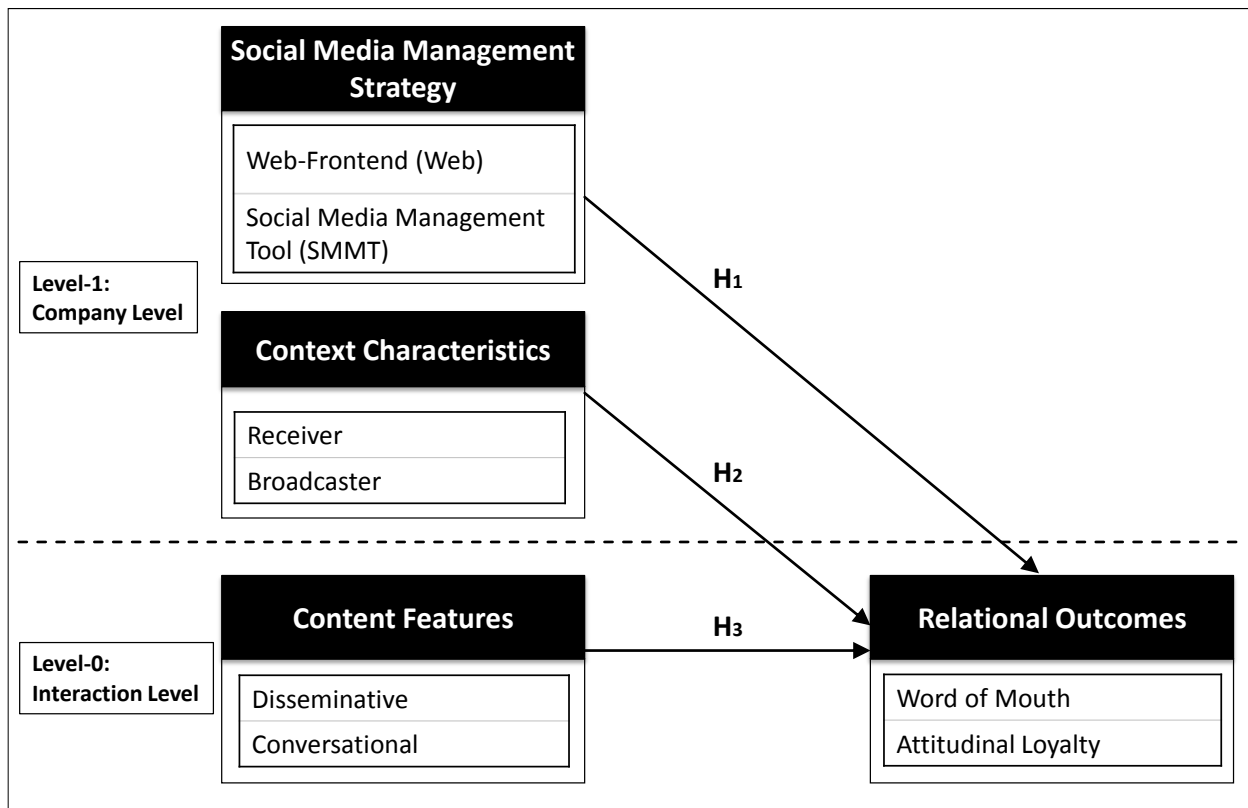 Social Media Management
Strategy
Web-Frontend (Web)
Social Media Management
Tool (SMMT)
Level-1:
Company Level
H1
Context Characteristics
Receiver
Broadcaster
H2
Content Features
Disseminative
Conversational
H3
Relational Outcomes
Word of Mouth
Attitudinal Loyalty
Level-0:
Interaction Level